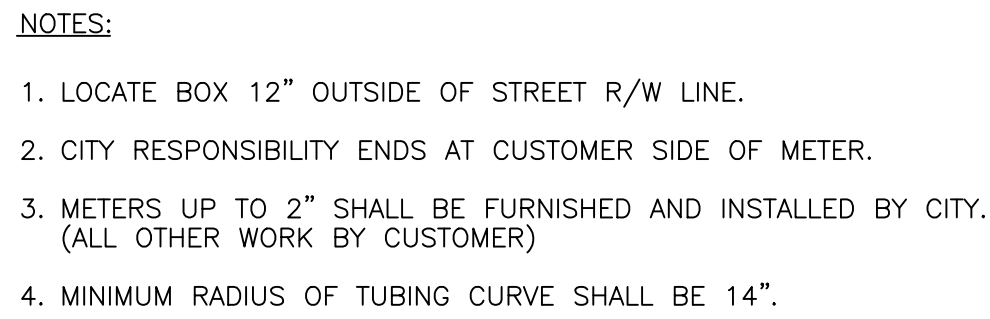 NOTES:
1. LOCATE BOX 12” OUTSIDE OF STREET R/W LINE.
2. CITY RESPONSIBILITY ENDS AT CUSTOMER SIDE OF METER.
3. METERS UP TO 2” SHALL BE FURNISHED AND INSTALLED BY CITY.
(ALL OTHER WORK BY CUSTOMER)
4. MINIMUM RADIUS OF TUBING CURVE SHALL BE 14”.